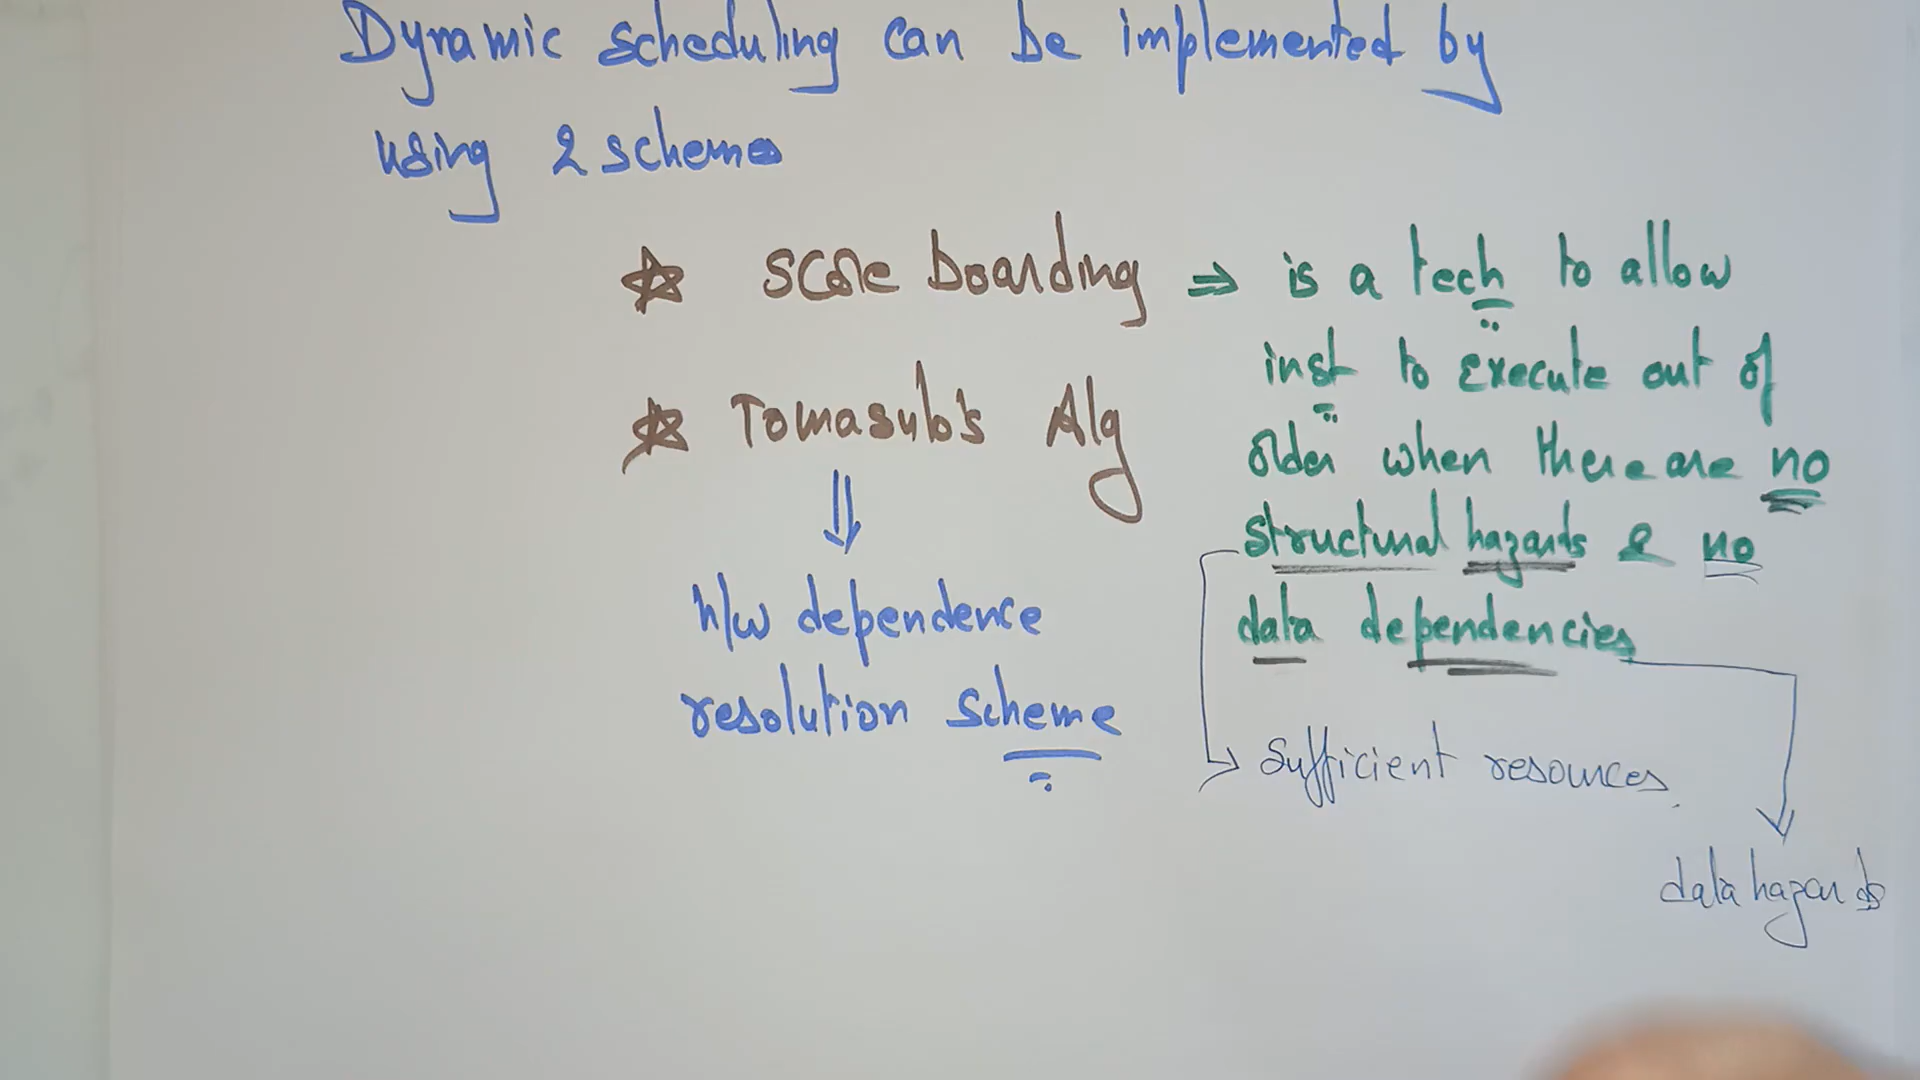 Dynamic scheduling can be implemented by
using 2 schemes
☆ Score boarding ⇒ is a tech to allow
inst to execute out of
order when there are no
structural hazards & no
data dependencies
☆ Tomasulo's Alg
⇓
h/w dependence
resolution scheme
→ Sufficient resources
data hazards